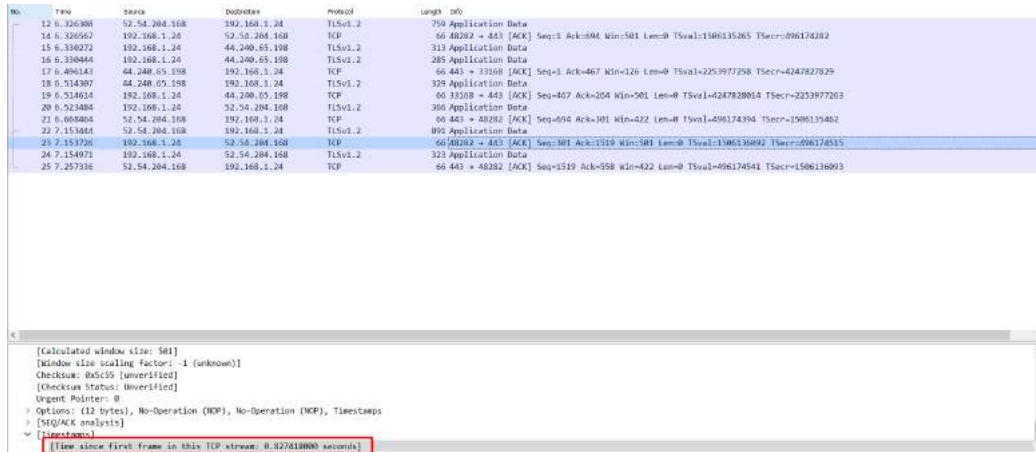 No. Time Source Destination Protocol Length Info
12 6.326308 52.54.204.168 192.168.1.24 TLSv1.2 759 Application Data
14 6.326567 192.168.1.24 52.54.204.168 TCP 66 48282 → 443 [ACK] Seq=1 Ack=694 Win=501 Len=0 TSval=1506135265 TSecr=496174282
15 6.330272 192.168.1.24 44.240.65.198 TLSv1.2 313 Application Data
16 6.330444 192.168.1.24 44.240.65.198 TLSv1.2 285 Application Data
17 6.496143 44.240.65.198 192.168.1.24 TCP 66 443 → 33168 [ACK] Seq=1 Ack=467 Win=126 Len=0 TSval=2253977258 TSecr=4247827829
18 6.514307 44.240.65.198 192.168.1.24 TLSv1.2 329 Application Data
19 6.514614 192.168.1.24 44.240.65.198 TCP 66 33168 → 443 [ACK] Seq=467 Ack=264 Win=501 Len=0 TSval=4247828014 TSecr=2253977263
20 6.523484 192.168.1.24 52.54.204.168 TLSv1.2 366 Application Data
21 6.668464 52.54.204.168 192.168.1.24 TCP 66 443 → 48282 [ACK] Seq=694 Ack=301 Win=422 Len=0 TSval=496174394 TSecr=1506135462
22 7.153444 52.54.204.168 192.168.1.24 TLSv1.2 891 Application Data
23 7.153726 192.168.1.24 52.54.204.168 TCP 66 48282 → 443 [ACK] Seq=301 Ack=1519 Win=501 Len=0 TSval=1506136092 TSecr=496174515
24 7.154971 192.168.1.24 52.54.204.168 TLSv1.2 323 Application Data
25 7.257336 52.54.204.168 192.168.1.24 TCP 66 443 → 48282 [ACK] Seq=1519 Ack=558 Win=422 Len=0 TSval=496174541 TSecr=1506136093
[Calculated window size: 501]
[Window size scaling factor: -1 (unknown)]
Checksum: 0x5c55 [unverified]
[Checksum Status: Unverified]
Urgent Pointer: 0
Options: (12 bytes), No-Operation (NOP), No-Operation (NOP), Timestamps
[SEQ/ACK analysis]
[Timestamps]
[Time since first frame in this TCP stream: 0.827418000 seconds]